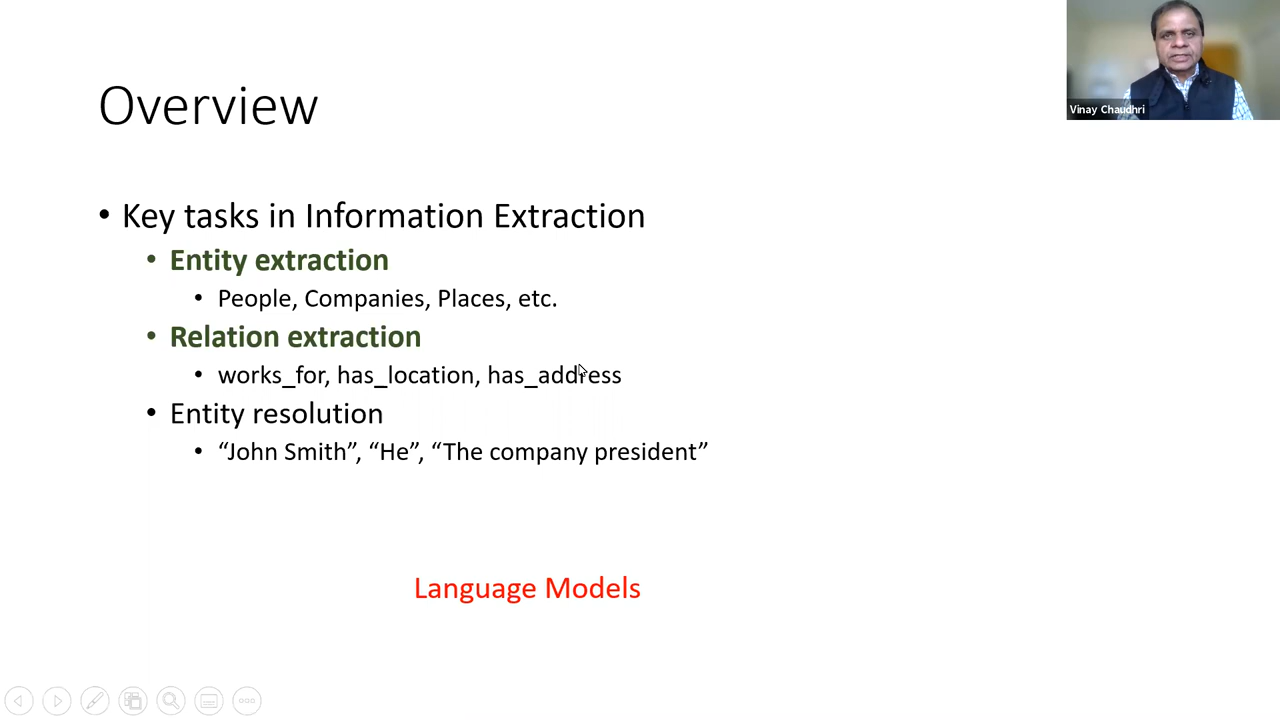 Vinay Chaudhri
Overview
• Key tasks in Information Extraction
• Entity extraction
• People, Companies, Places, etc.
• Relation extraction
• works_for, has_location, has_address
• Entity resolution
• “John Smith”, “He”, “The company president”
Language Models